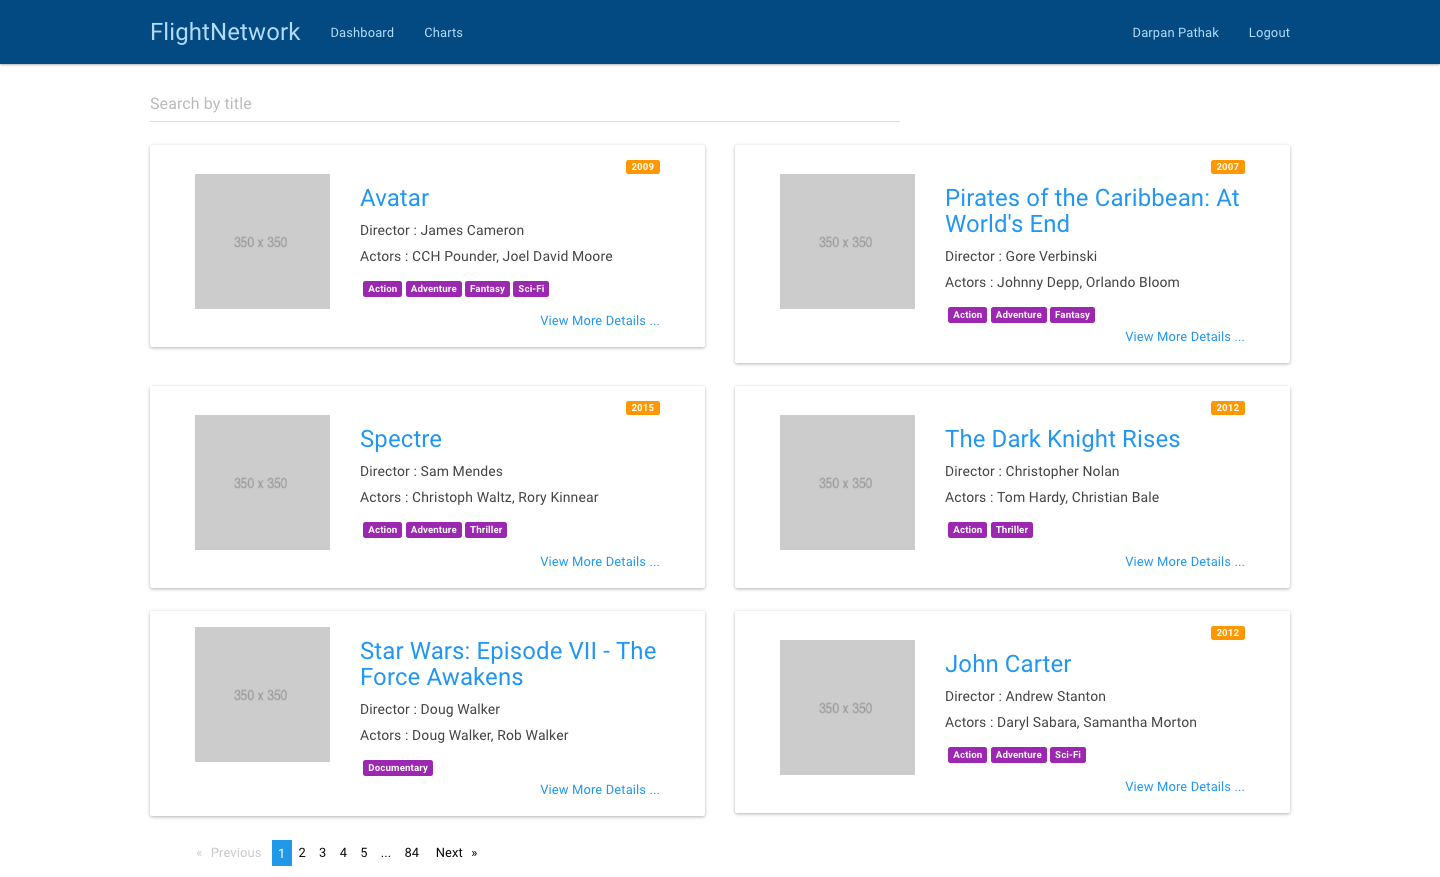 FlightNetwork Dashboard Charts Darpan Pathak Logout
Search by title
2009
350 x 350
Avatar
Director : James Cameron
Actors : CCH Pounder, Joel David Moore
Action Adventure Fantasy Sci-Fi
View More Details ...
2007
350 x 350
Pirates of the Caribbean: At
World's End
Director : Gore Verbinski
Actors : Johnny Depp, Orlando Bloom
Action Adventure Fantasy
View More Details ...
2015
350 x 350
Spectre
Director : Sam Mendes
Actors : Christoph Waltz, Rory Kinnear
Action Adventure Thriller
View More Details ...
2012
350 x 350
The Dark Knight Rises
Director : Christopher Nolan
Actors : Tom Hardy, Christian Bale
Action Thriller
View More Details ...
350 x 350
Star Wars: Episode VII - The
Force Awakens
Director : Doug Walker
Actors : Doug Walker, Rob Walker
Documentary
View More Details ...
2012
350 x 350
John Carter
Director : Andrew Stanton
Actors : Daryl Sabara, Samantha Morton
Action Adventure Sci-Fi
View More Details ...
« Previous 1 2 3 4 5 ... 84 Next »